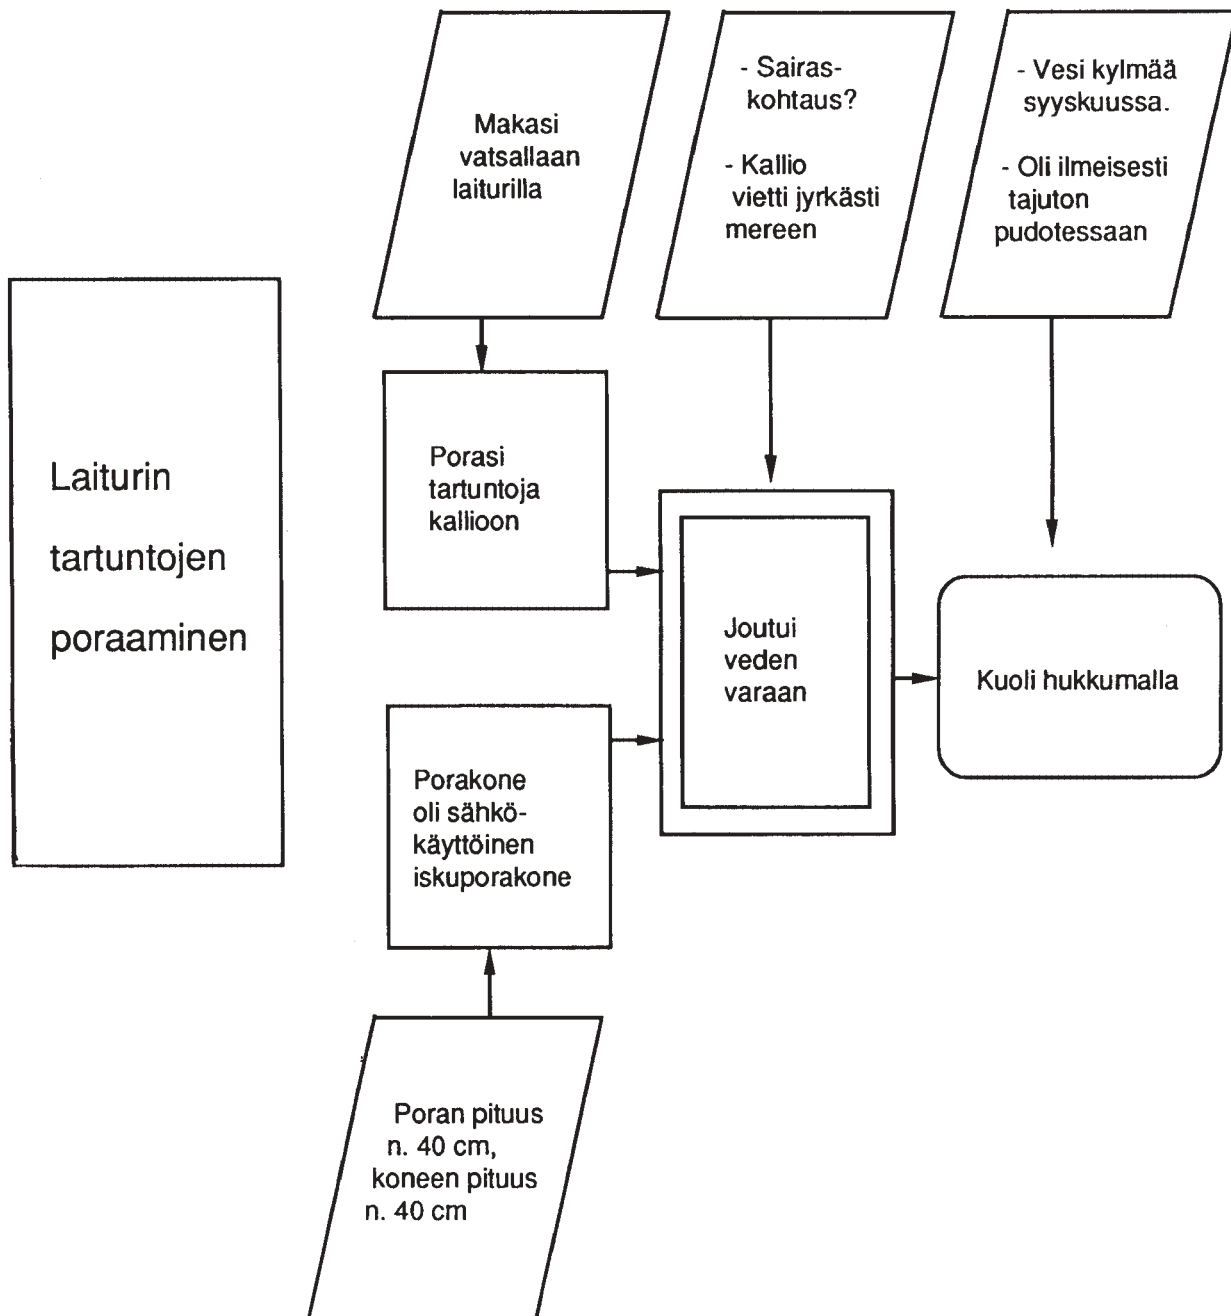 Makasi
vatsallaan
laiturilla
- Sairas-
kohtaus?
- Kallio
vietti jyrkästi
mereen
- Vesi kylmää
syyskuussa.
- Oli ilmeisesti
tajuton
pudotessaan
Laiturin
tartuntojen
poraaminen
Porasi
tartuntoja
kallioon
Joutui
veden
varaan
Kuoli hukkumalla
Porakone
oli sähkö-
käyttöinen
iskuporakone
Poran pituus
n. 40 cm,
koneen pituus
n. 40 cm